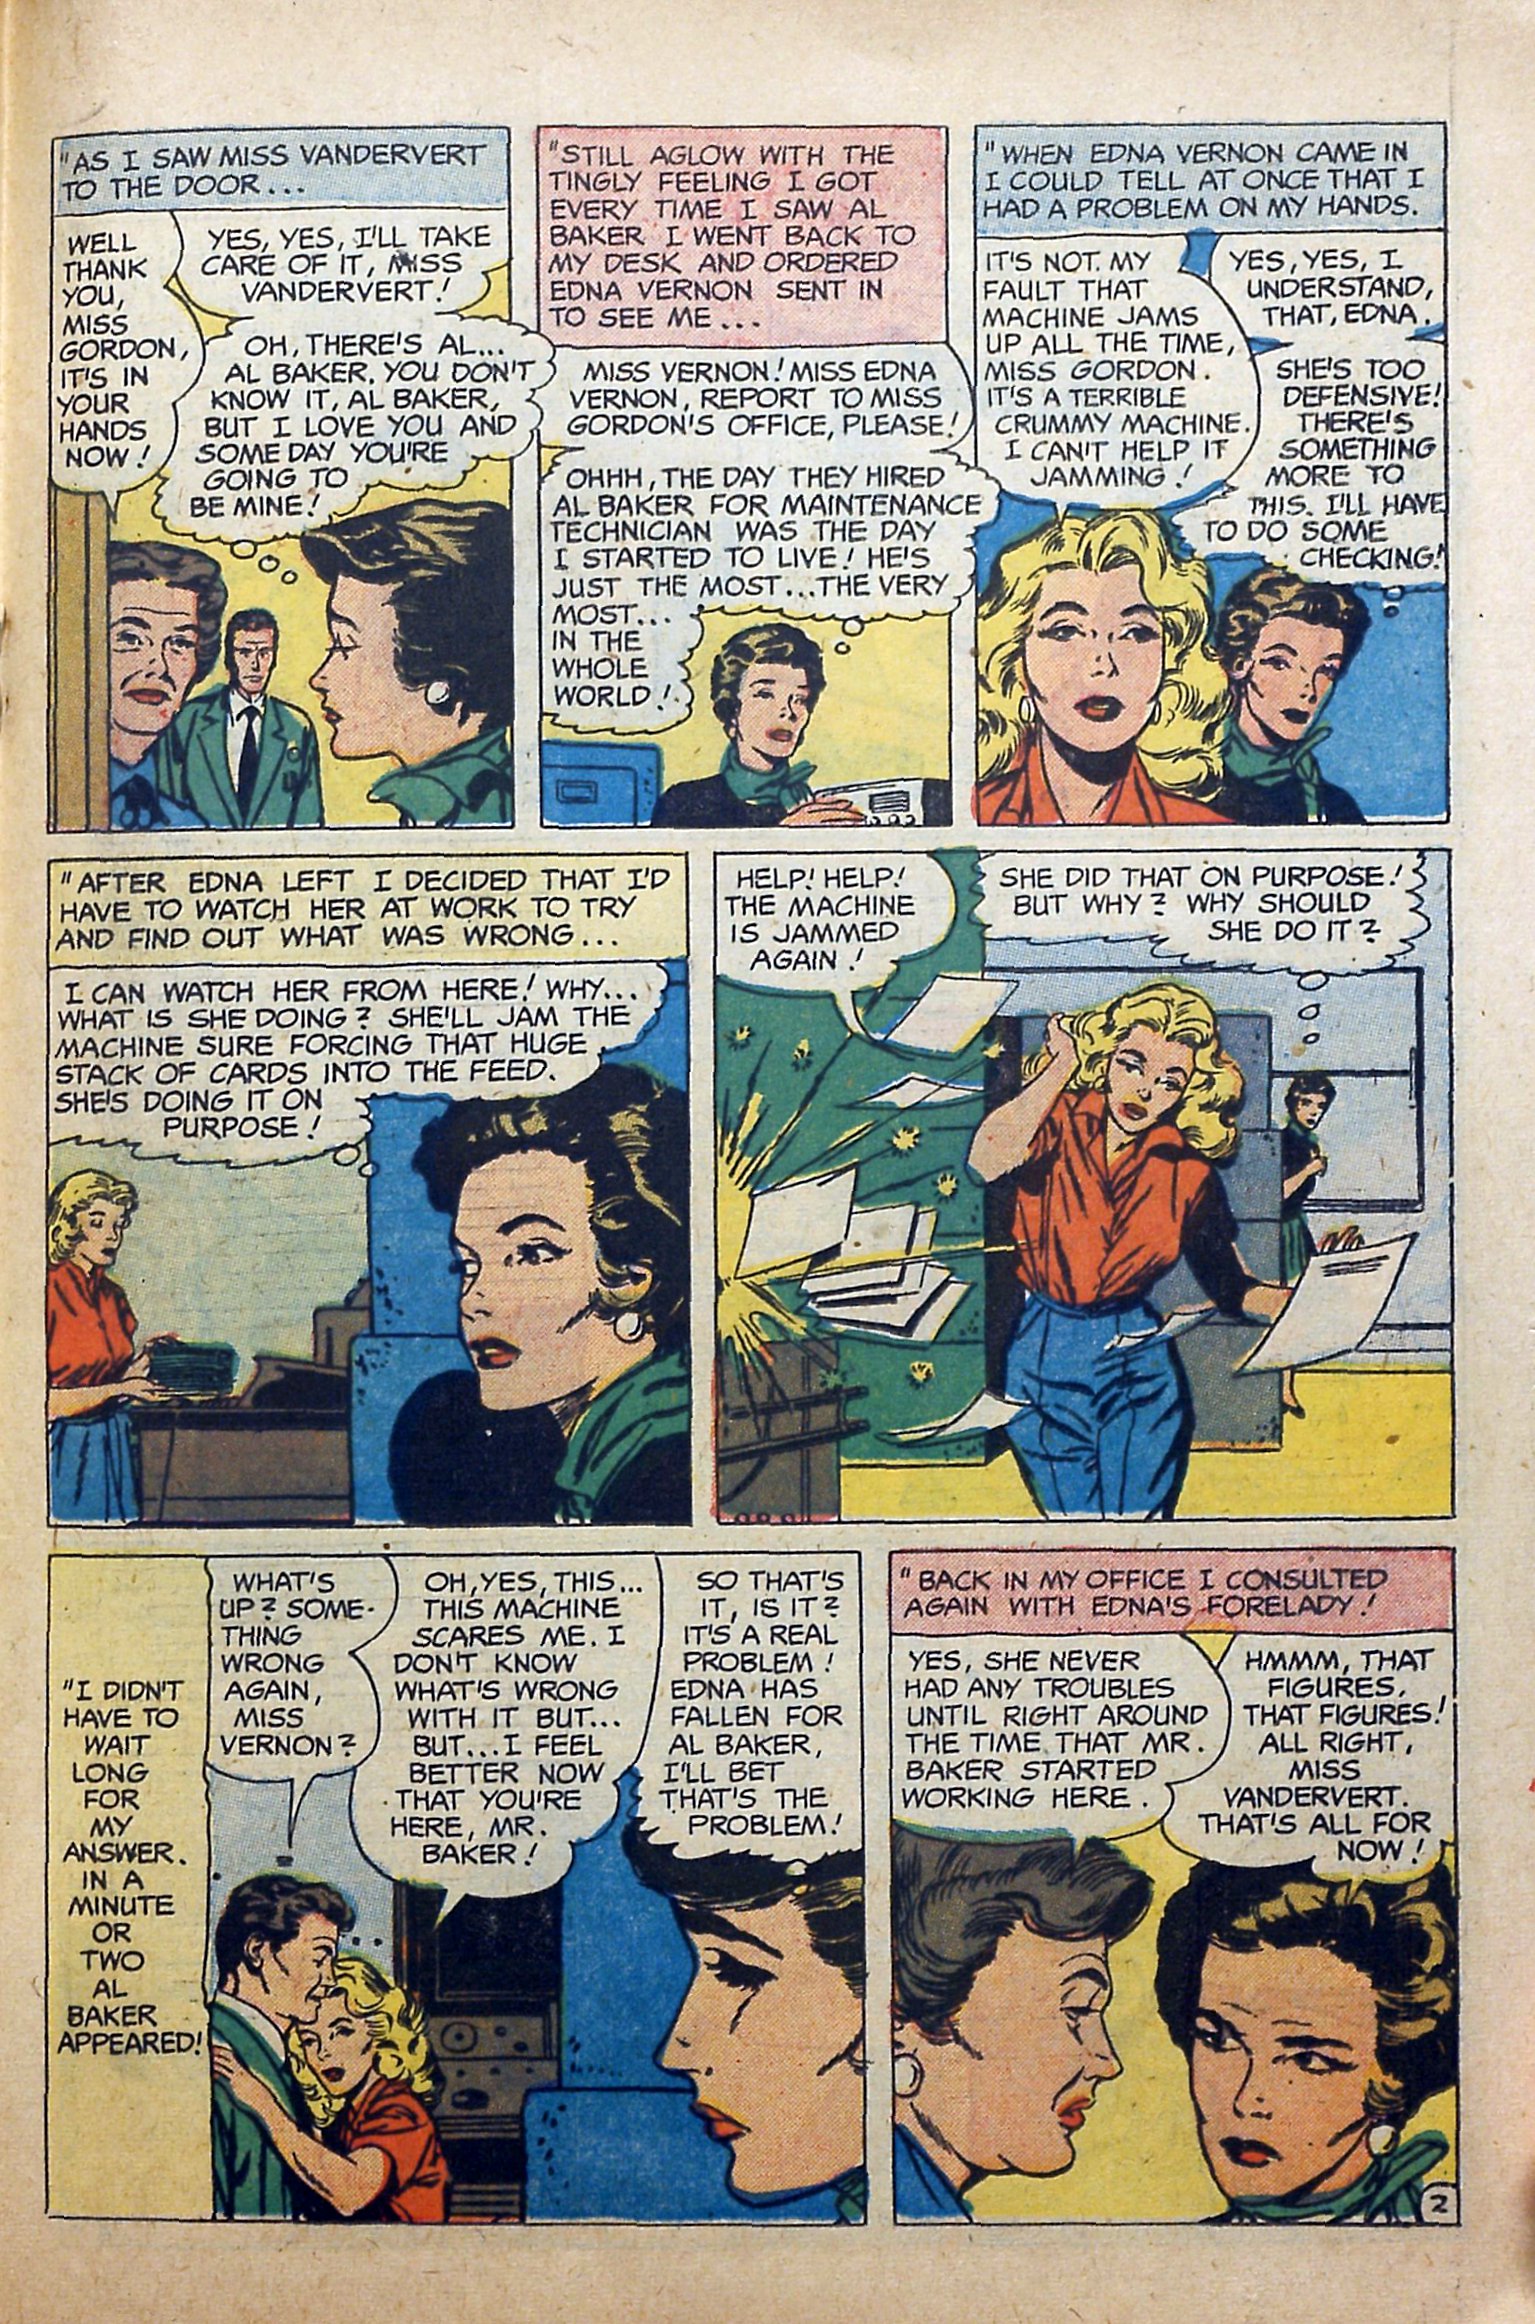 "AS I SAW MISS VANDERVERT
TO THE DOOR...
WELL
THANK
YOU,
MISS
GORDON,
IT'S IN
YOUR
HANDS
NOW!
YES, YES, I'LL TAKE
CARE OF IT, MISS
VANDERVERT!
OH, THERE'S AL...
AL BAKER. YOU DON'T
KNOW IT, AL BAKER,
BUT I LOVE YOU AND
SOME DAY YOU'RE
GOING TO
BE MINE!
"STILL AGLOW WITH THE
TINGLY FEELING I GOT
EVERY TIME I SAW AL
BAKER I WENT BACK TO
MY DESK AND ORDERED
EDNA VERNON SENT IN
TO SEE ME...
MISS VERNON! MISS EDNA
VERNON, REPORT TO MISS
GORDON'S OFFICE, PLEASE!
OHHH, THE DAY THEY HIRED
AL BAKER FOR MAINTENANCE
TECHNICIAN WAS THE DAY
I STARTED TO LIVE! HE'S
JUST THE MOST...THE VERY
MOST...
IN THE
WHOLE
WORLD!
"WHEN EDNA VERNON CAME IN
I COULD TELL AT ONCE THAT I
HAD A PROBLEM ON MY HANDS.
IT'S NOT MY
FAULT THAT
MACHINE JAMS
UP ALL THE TIME,
MISS GORDON.
IT'S A TERRIBLE
CRUMMY MACHINE.
I CAN'T HELP IT
JAMMING!
YES, YES, I
UNDERSTAND,
THAT, EDNA.
SHE'S TOO
DEFENSIVE!
THERE'S
SOMETHING
MORE TO
THIS. I'LL HAVE
TO DO SOME
CHECKING!
"AFTER EDNA LEFT I DECIDED THAT I'D
HAVE TO WATCH HER AT WORK TO TRY
AND FIND OUT WHAT WAS WRONG...
I CAN WATCH HER FROM HERE! WHY...
WHAT IS SHE DOING? SHE'LL JAM THE
MACHINE SURE FORCING THAT HUGE
STACK OF CARDS INTO THE FEED.
SHE'S DOING IT ON
PURPOSE!
HELP! HELP!
THE MACHINE
IS JAMMED
AGAIN!
SHE DID THAT ON PURPOSE!
BUT WHY? WHY SHOULD
SHE DO IT?
"I DIDN'T
HAVE TO
WAIT
LONG
FOR
MY
ANSWER.
IN A
MINUTE
OR
TWO
AL
BAKER
APPEARED!
WHAT'S
UP? SOME-
THING
WRONG
AGAIN,
MISS
VERNON?
OH, YES, THIS...
THIS MACHINE
SCARES ME. I
DON'T KNOW
WHAT'S WRONG
WITH IT BUT...
BUT...I FEEL
BETTER NOW
THAT YOU'RE
HERE, MR.
BAKER!
SO THAT'S
IT, IS IT?
IT'S A REAL
PROBLEM!
EDNA HAS
FALLEN FOR
AL BAKER,
I'LL BET
THAT'S THE
PROBLEM!
"BACK IN MY OFFICE I CONSULTED
AGAIN WITH EDNA'S FORELADY!
YES, SHE NEVER
HAD ANY TROUBLES
UNTIL RIGHT AROUND
THE TIME THAT MR.
BAKER STARTED
WORKING HERE.
HMMM, THAT
FIGURES.
THAT FIGURES!
ALL RIGHT,
MISS
VANDERVERT.
THAT'S ALL FOR
NOW!
2